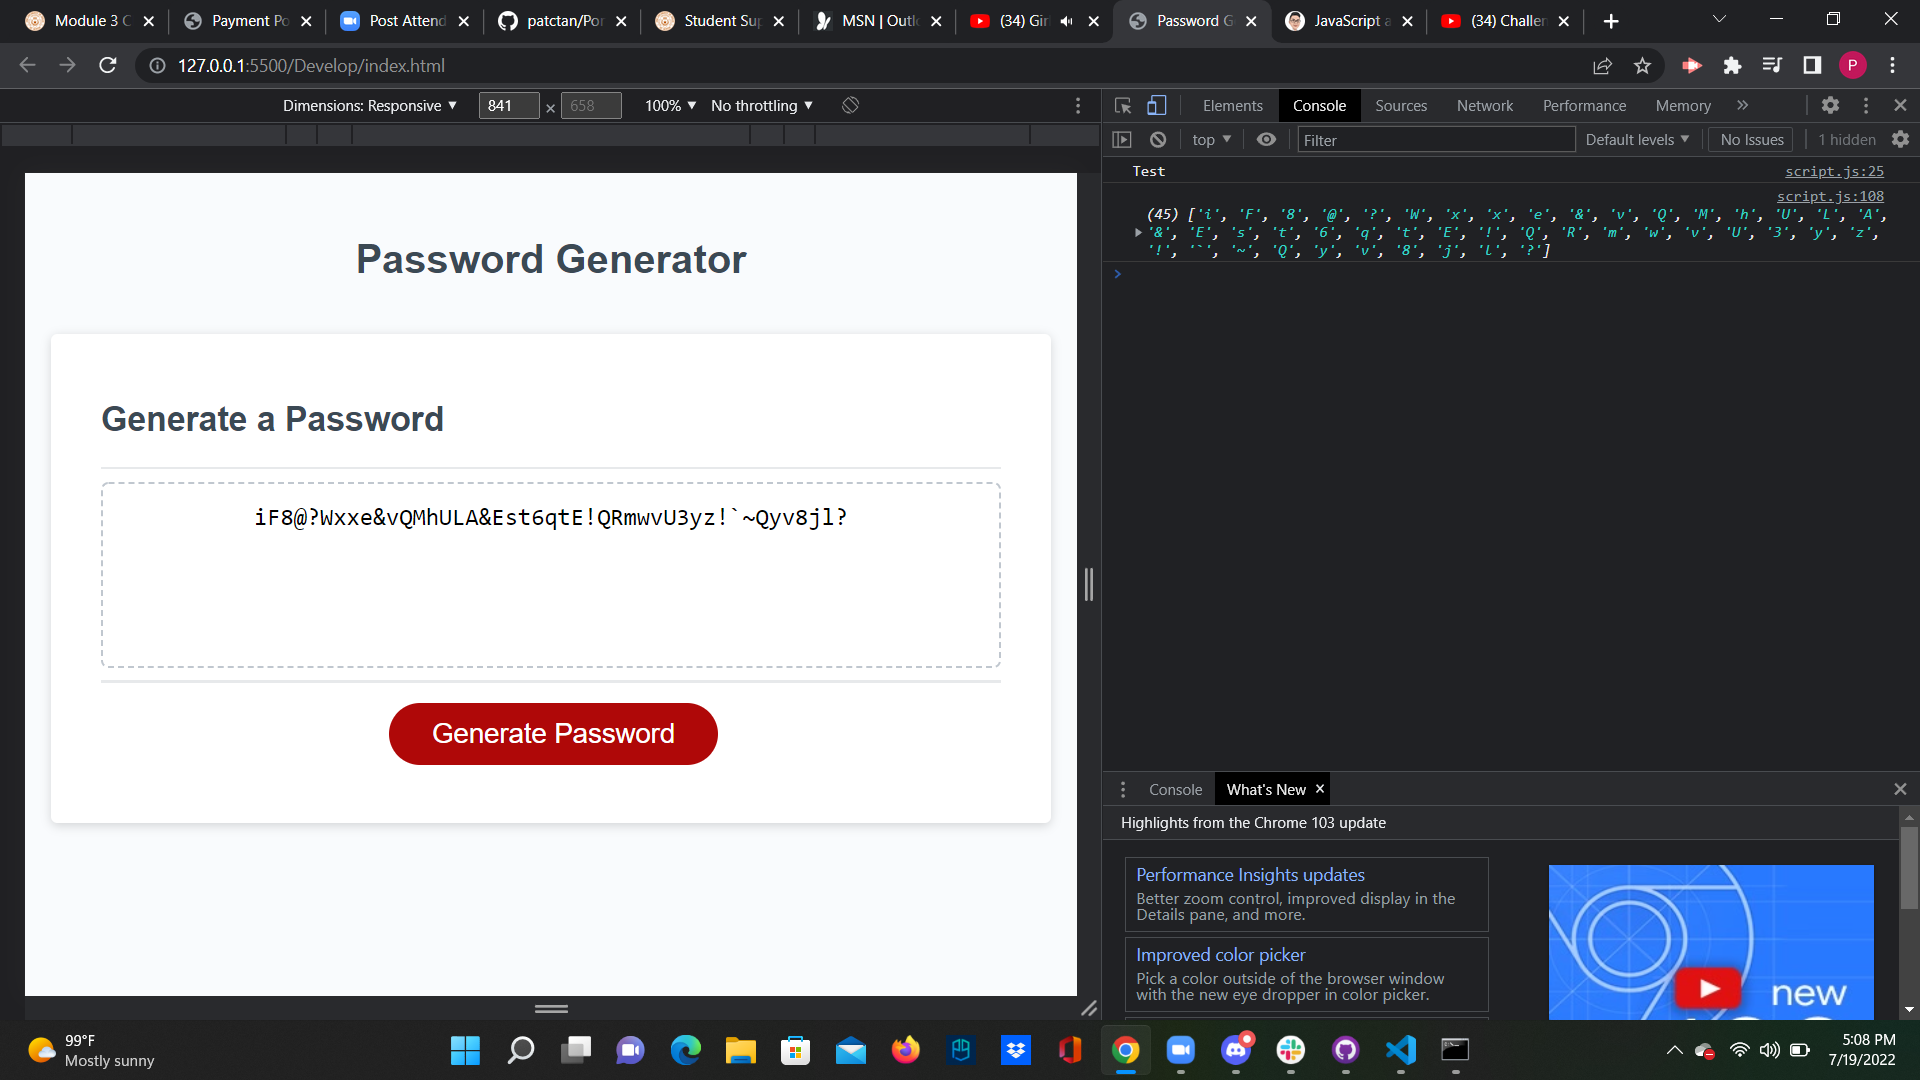 Module 3 C
Payment Po
Post Attend
patctan/Por
Student Sup
MSN | Outlo
(34) Gir
Password G
JavaScript a
(34) Challen
127.0.0.1:5500/Develop/index.html
P
Dimensions: Responsive
841
×
658
100%
No throttling
Elements
Console
Sources
Network
Performance
Memory
top
Filter
Default levels
No Issues
1 hidden
Test
script.js:25
script.js:108
(45) ['i', 'F', '8', '@', '?', 'W', 'x', 'x', 'e', '&', 'v', 'Q', 'M', 'h', 'U', 'L', 'A',
'&', 'E', 's', 't', '6', 'q', 't', 'E', '!', 'Q', 'R', 'm', 'w', 'v', 'U', '3', 'y', 'z',
'!', '`', '~', 'Q', 'y', 'v', '8', 'j', 'l', '?']
Password Generator
Generate a Password
iF8@?Wxxe&vQMhULA&Est6qtE!QRmwvU3yz!`~Qyv8jl?
Generate Password
Console
What's New
Highlights from the Chrome 103 update
Performance Insights updates
Better zoom control, improved display in the
Details pane, and more.
Improved color picker
Pick a color outside of the browser window
with the new eye dropper in color picker.
new
99°F
Mostly sunny
5:08 PM
7/19/2022